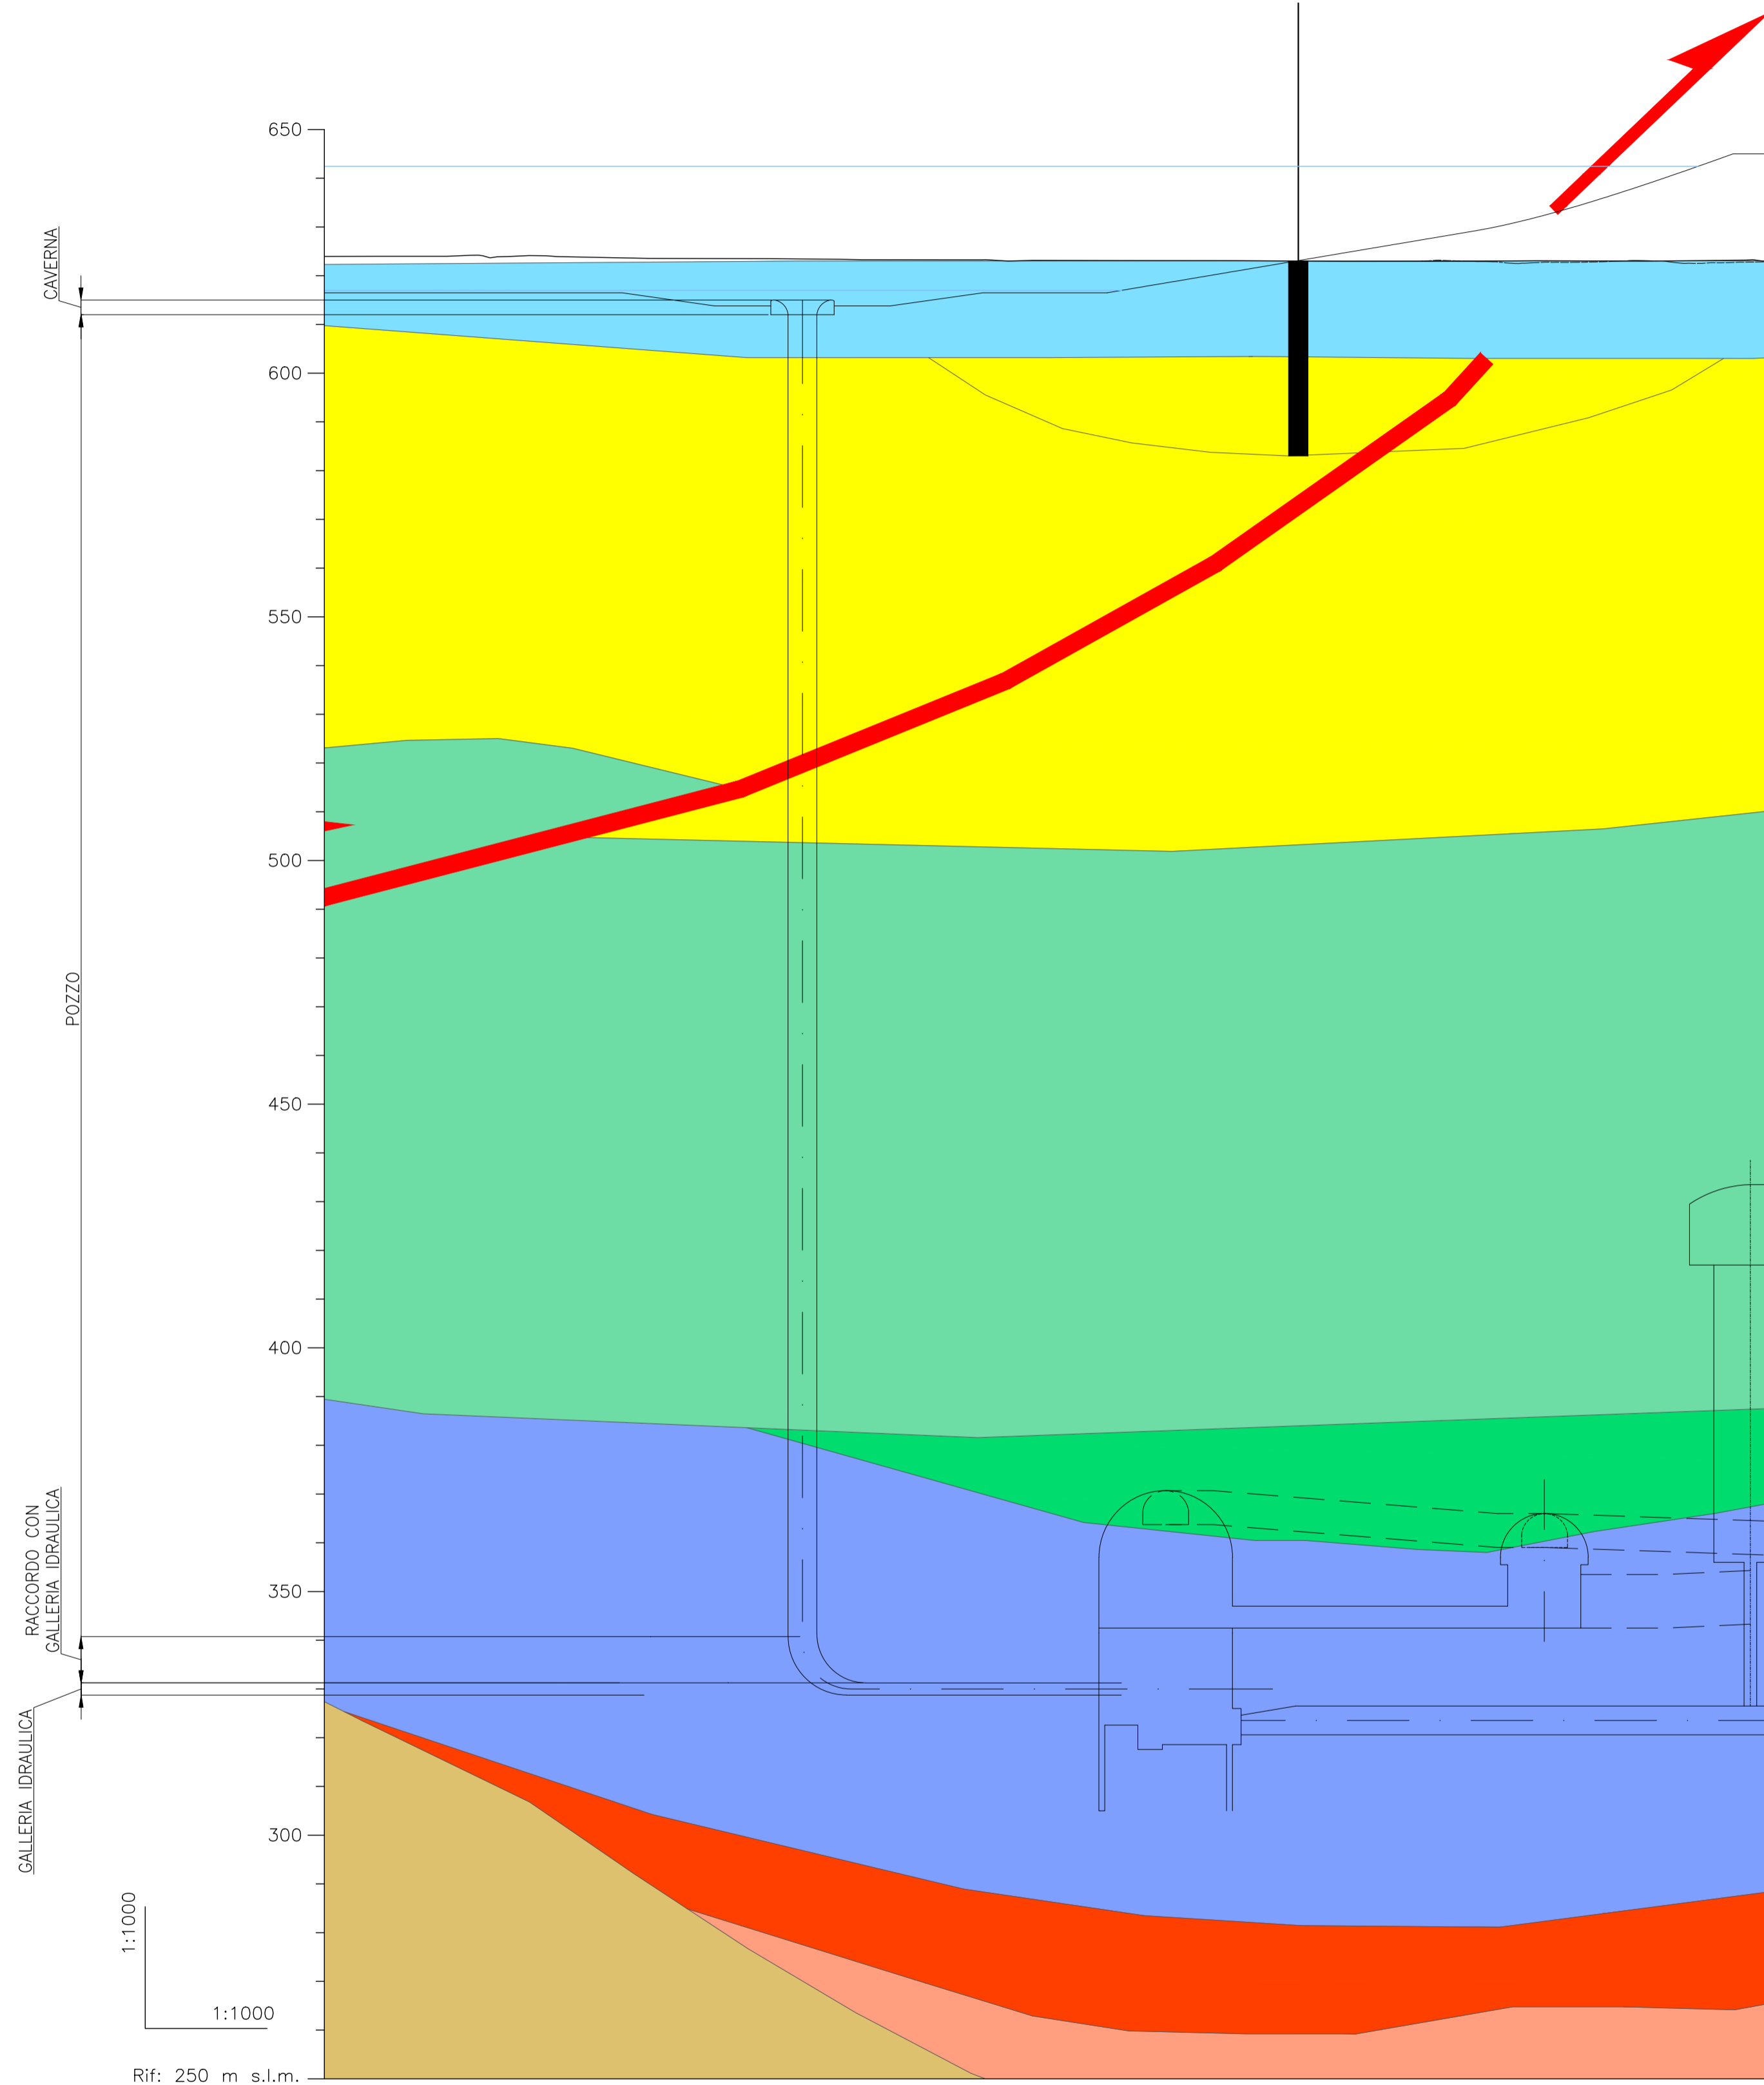 650
CAVERNA
600
550
500
POZZO
450
400
RACCORDO CON
GALLERIA IDRAULICA
350
GALLERIA IDRAULICA
300
1:1000
1:1000
Rif: 250 m s.l.m.